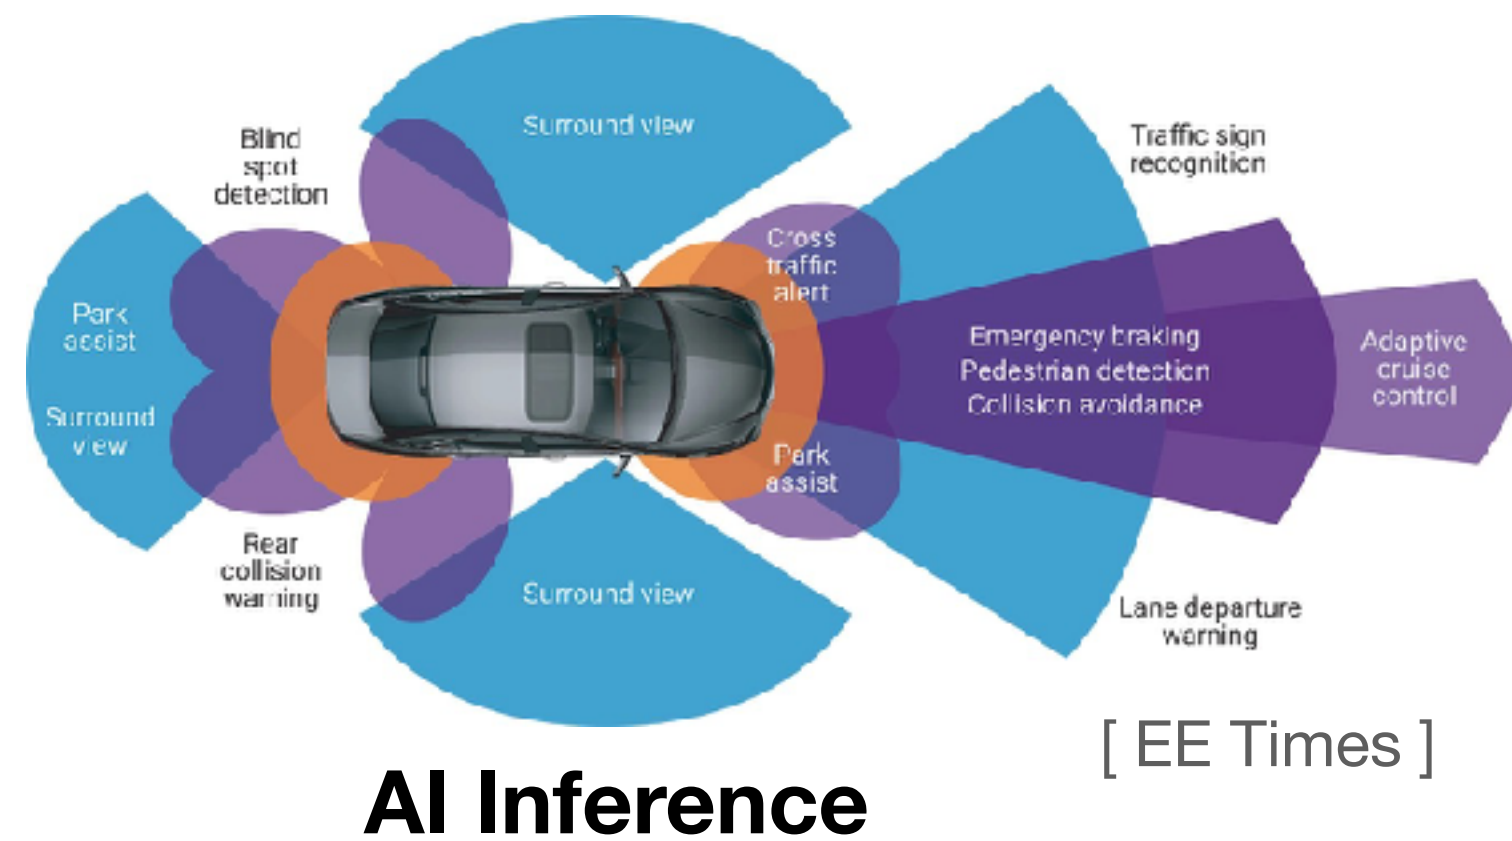 Surround view
Blind
spot
detection
Traffic sign
recognition
Cross
traffic
alert
Park
assist
Surround
view
Emergency braking
Pedestrian detection
Collision avoidance
Adaptive
cruise
control
Park
assist
Rear
collision
warning
Surround view
Lane departure
warning
[ EE Times ]
AI Inference